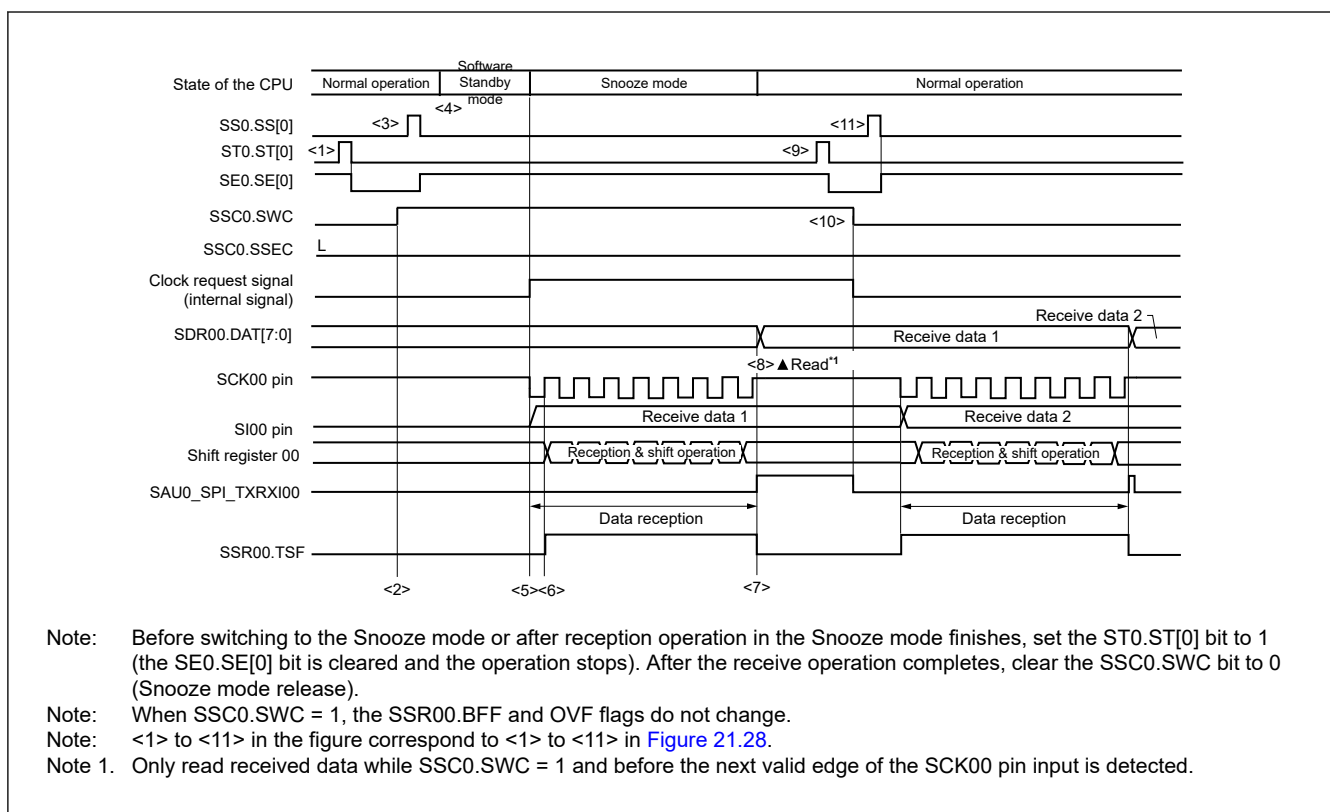 Software
State of the CPU Normal operation Standby Snooze mode Normal operation
mode
<4>
SS0.SS[0] <3> <11>
ST0.ST[0] <1> <9>
SE0.SE[0]
SSC0.SWC <10>
SSC0.SSEC L
Clock request signal
(internal signal)
Receive data 2
SDR00.DAT[7:0] Receive data 1
<8> ▲Read*1
SCK00 pin
SI00 pin Receive data 1 Receive data 2
Shift register 00 Reception & shift operation Reception & shift operation
SAU0_SPI_TXRXI00
Data reception Data reception
SSR00.TSF
<2> <5><6> <7>
Note: Before switching to the Snooze mode or after reception operation in the Snooze mode finishes, set the ST0.ST[0] bit to 1
(the SE0.SE[0] bit is cleared and the operation stops). After the receive operation completes, clear the SSC0.SWC bit to 0
(Snooze mode release).
Note: When SSC0.SWC = 1, the SSR00.BFF and OVF flags do not change.
Note: <1> to <11> in the figure correspond to <1> to <11> in Figure 21.28.
Note 1. Only read received data while SSC0.SWC = 1 and before the next valid edge of the SCK00 pin input is detected.